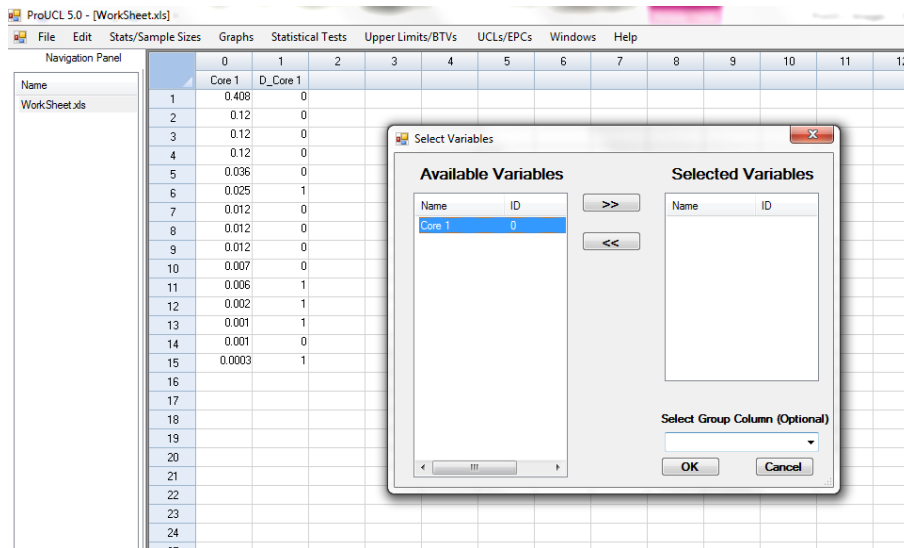 ProUCL 5.0 - [WorkSheet.xls]
File Edit Stats/Sample Sizes Graphs Statistical Tests Upper Limits/BTVs UCLs/EPCs Windows Help
Navigation Panel
Name
WorkSheet.xls
0 1 2 3 4 5 6 7 8 9 10 11 12
Core 1 D_Core 1
1 0.408 0
2 0.12 0
3 0.12 0
4 0.12 0
5 0.036 0
6 0.025 1
7 0.012 0
8 0.012 0
9 0.012 0
10 0.007 0
11 0.006 1
12 0.002 1
13 0.001 1
14 0.001 0
15 0.0003 1
16
17
18
19
20
21
22
23
24
Select Variables
Available Variables
Name ID
Core 1 0
>>
<<
Selected Variables
Name ID
Select Group Column (Optional)
OK Cancel